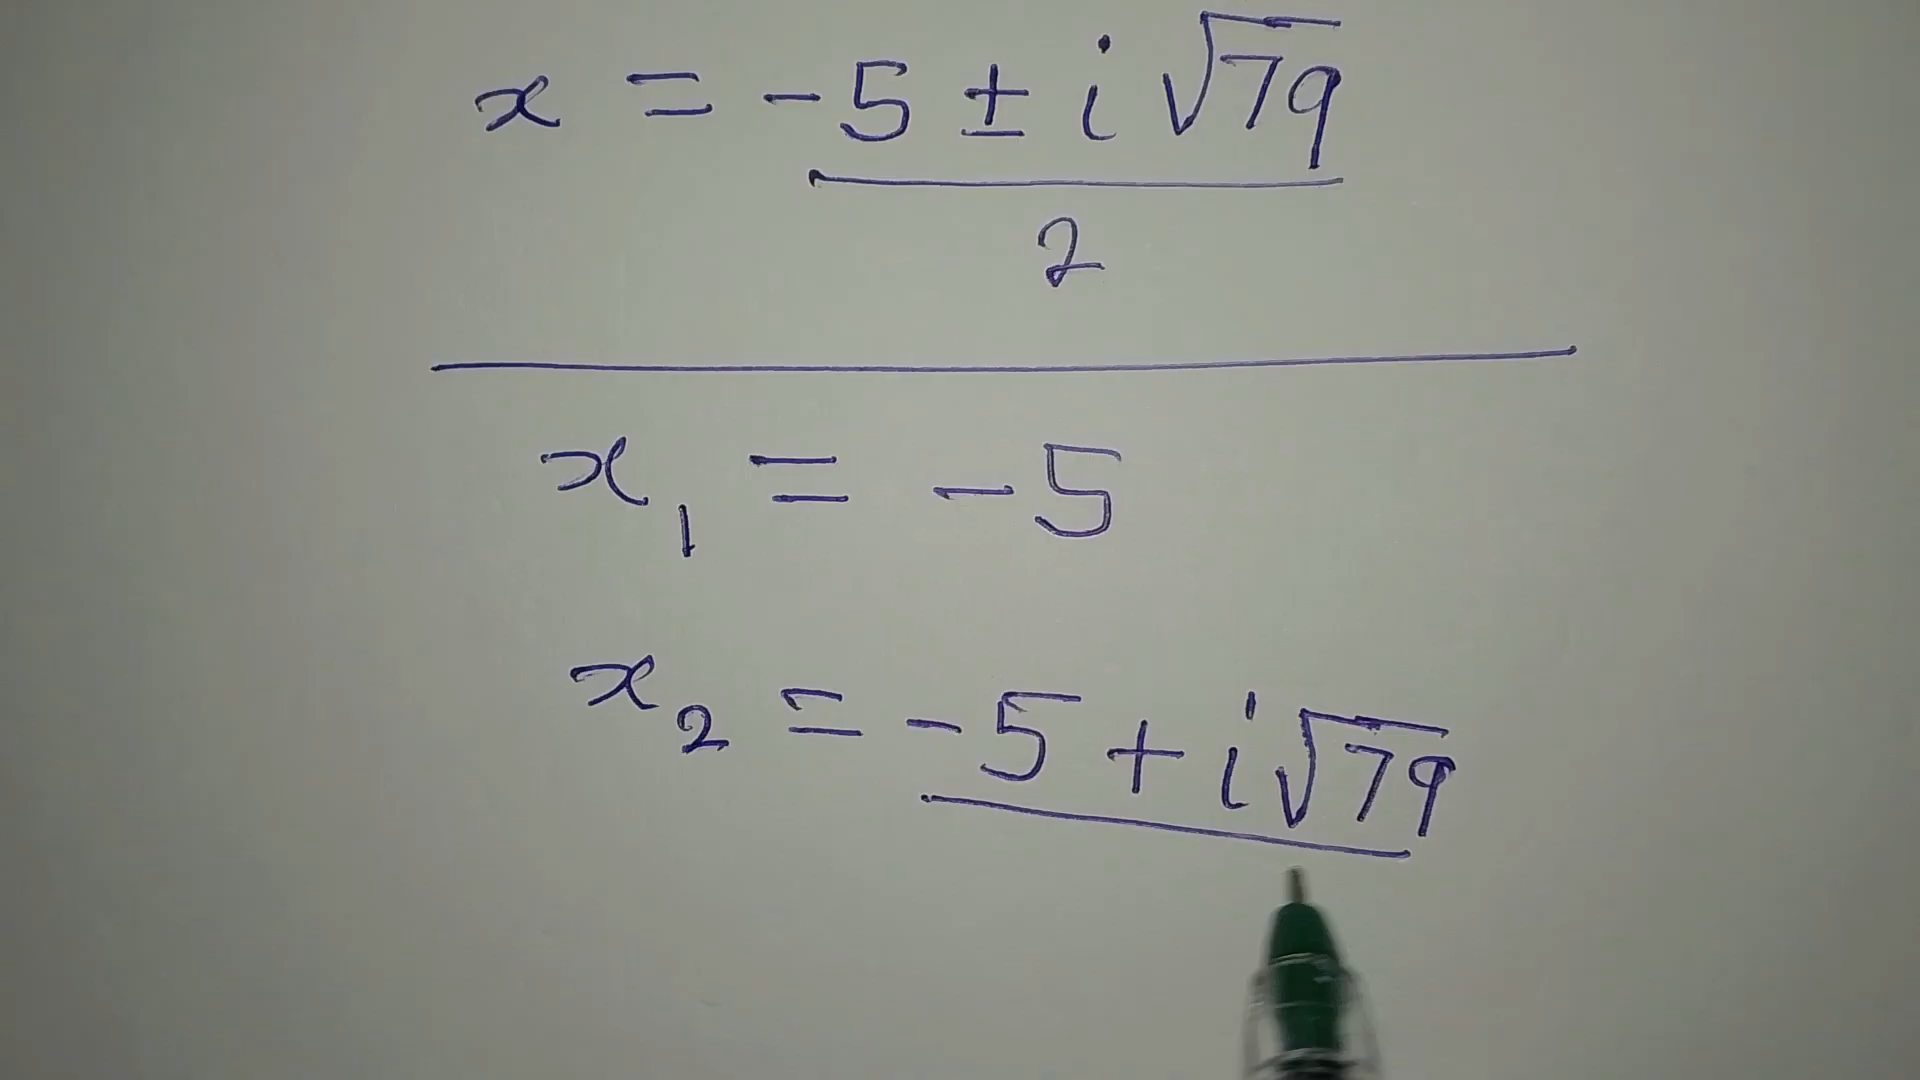 x = -5 ± i √79
2
x₁ = -5
x₂ = -5 + i√79